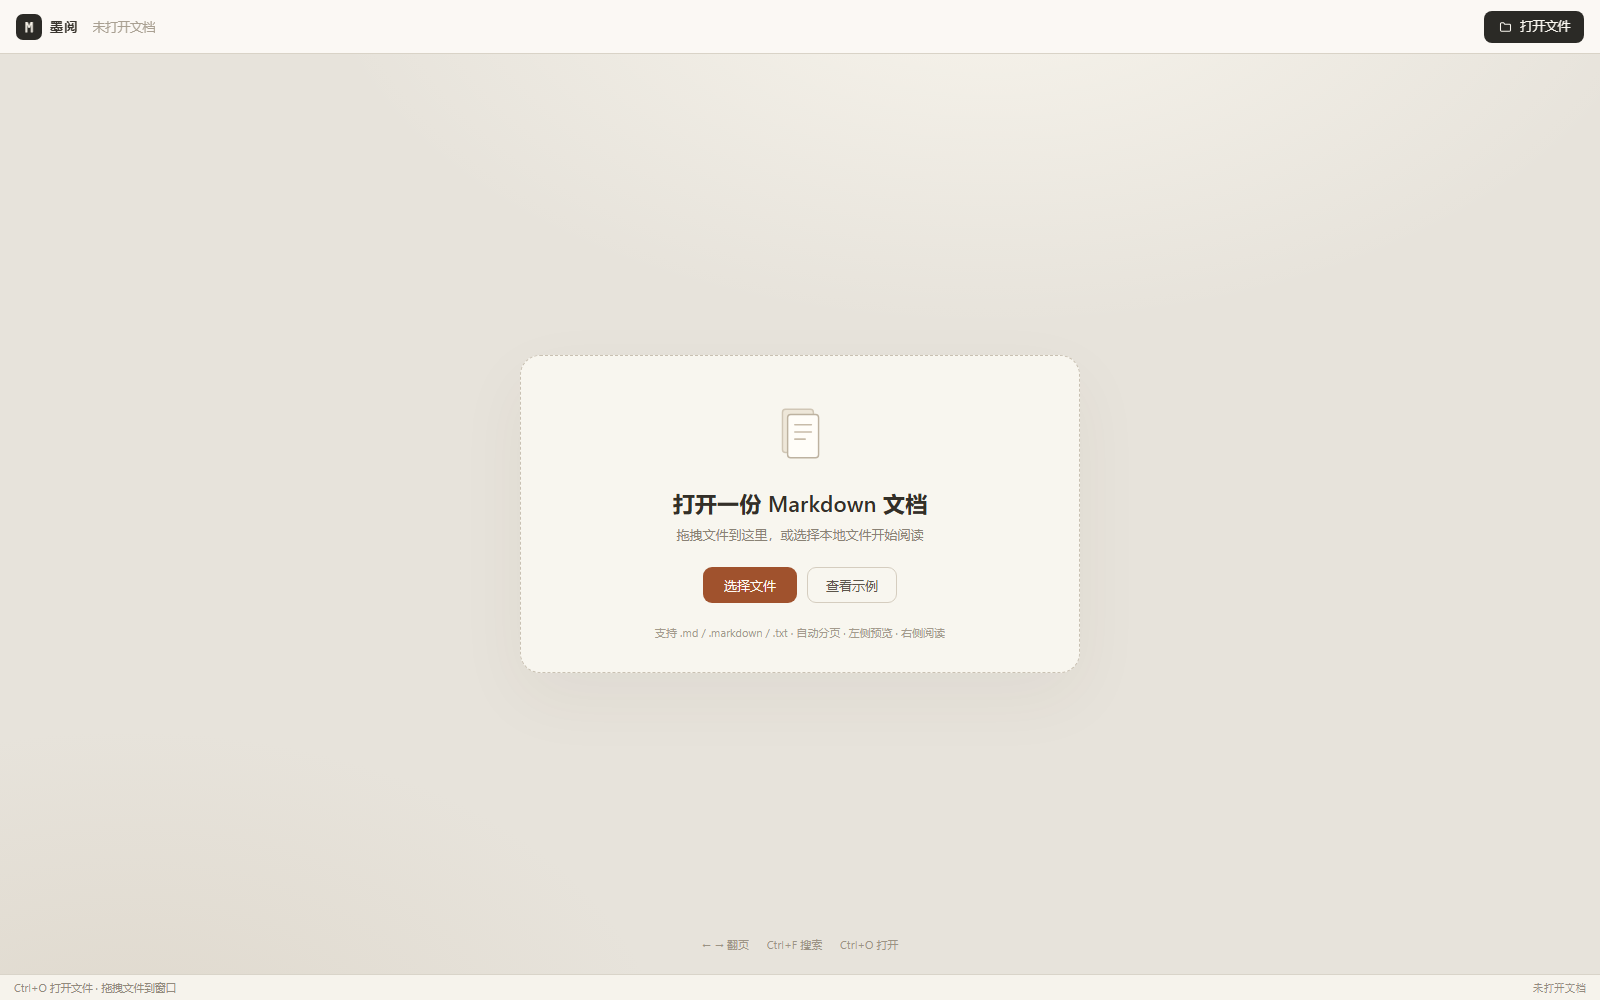 M 墨阅 未打开文档
打开文件
打开一份 Markdown 文档
拖拽文件到这里，或选择本地文件开始阅读
选择文件 查看示例
支持 .md / .markdown / .txt · 自动分页 · 左侧预览 · 右侧阅读
← → 翻页 Ctrl+F 搜索 Ctrl+O 打开
Ctrl+O 打开文件 · 拖拽文件到窗口
未打开文档